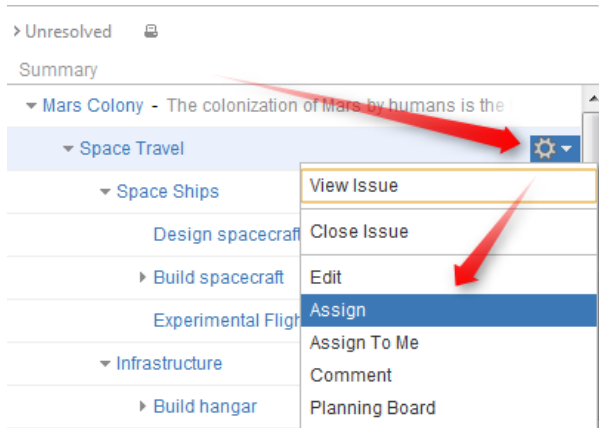 Unresolved
Summary
Mars Colony - The colonization of Mars by humans is the
Space Travel
Space Ships
View Issue
Design spacecraft
Close Issue
Build spacecraft
Edit
Experimental Fligh
Assign
Assign To Me
Infrastructure
Comment
Build hangar
Planning Board